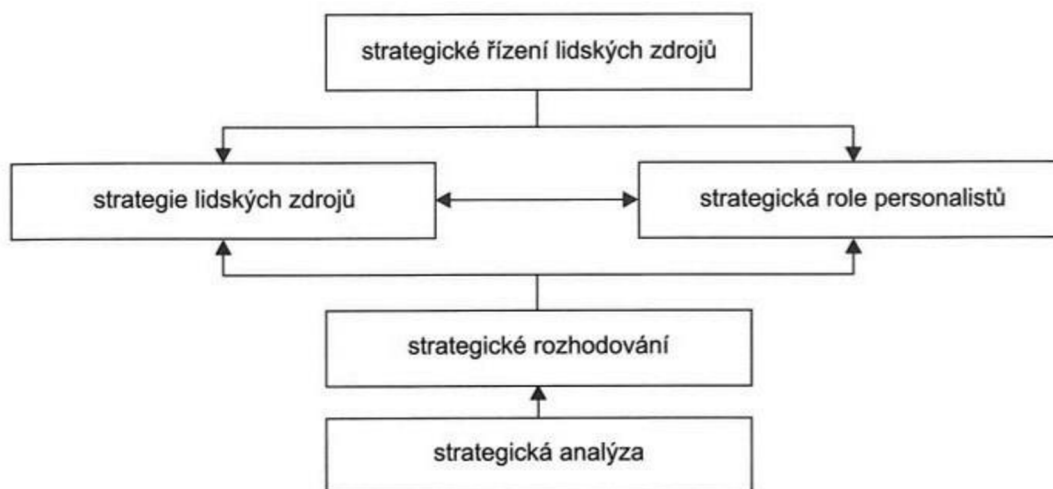 strategické řízení lidských zdrojů
strategie lidských zdrojů
strategická role personalistů
strategické rozhodování
strategická analýza